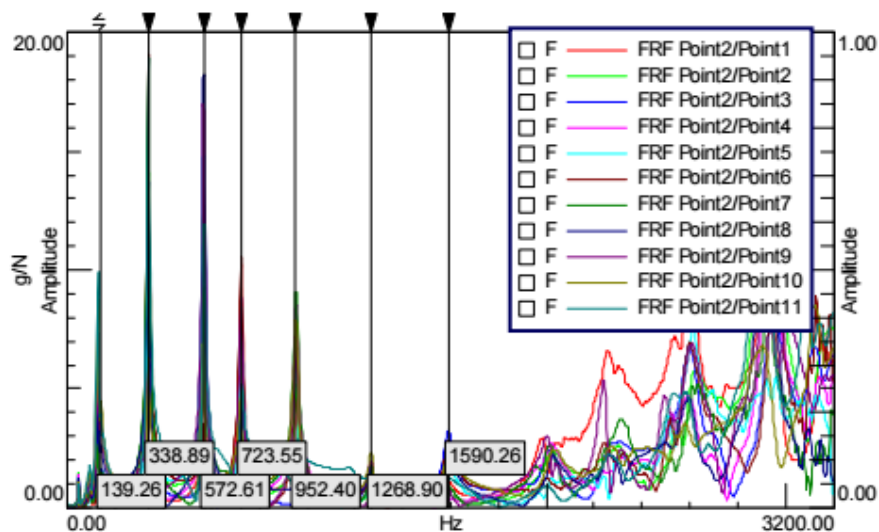 20.00
1.00
F FRF Point2/Point1
F FRF Point2/Point2
F FRF Point2/Point3
F FRF Point2/Point4
F FRF Point2/Point5
F FRF Point2/Point6
F FRF Point2/Point7
F FRF Point2/Point8
F FRF Point2/Point9
F FRF Point2/Point10
F FRF Point2/Point11
g/N
Amplitude
Amplitude
338.89 723.55 1590.26
139.26 572.61 952.40 1268.90
0.00 0.00
0.00 Hz 3200.00